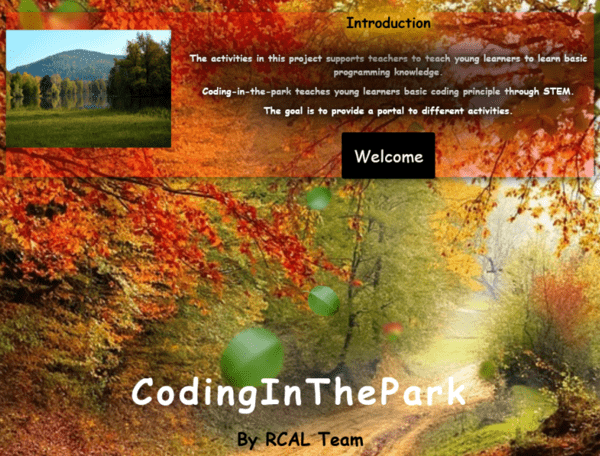 Introduction
The activities in this project supports teachers to teach young learners to learn basic
programming knowledge.
Coding-in-the-park teaches young learners basic coding principle through STEM.
The goal is to provide a portal to different activities.
Welcome
CodingInThePark
By RCAL Team